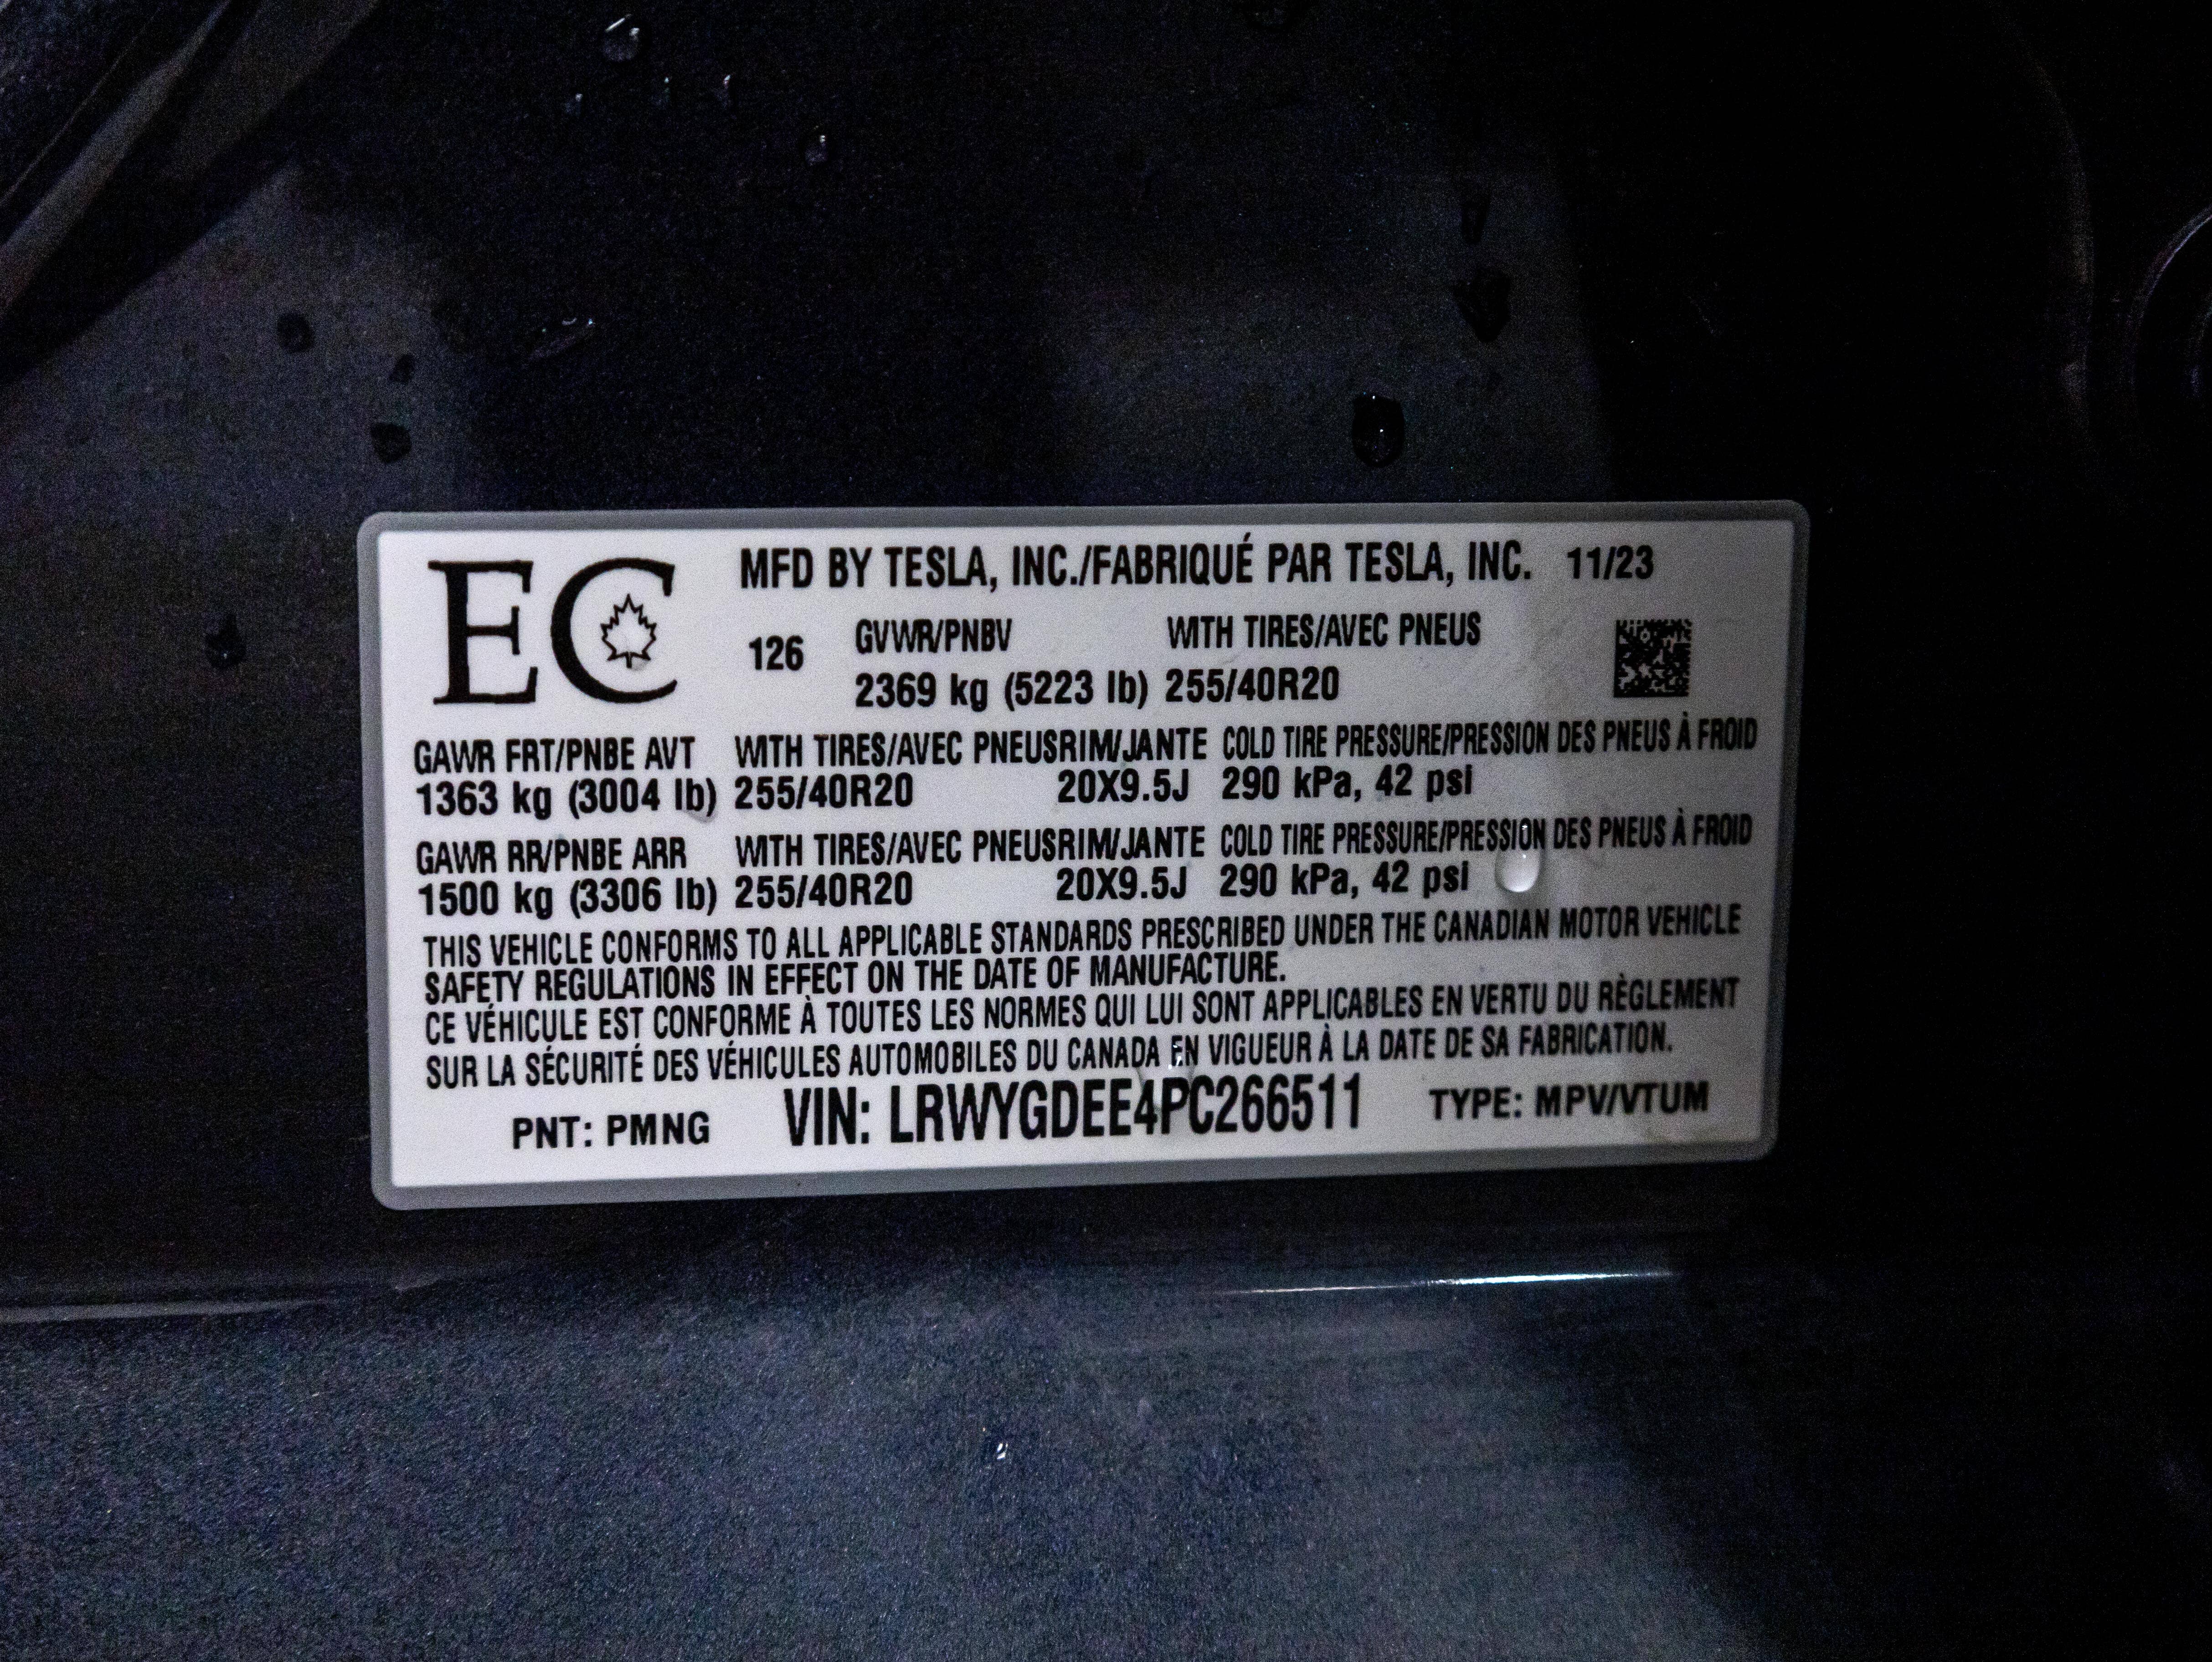 EC
MFD BY TESLA, INC./FABRIQUÉ PAR TESLA, INC. 11/23
126 GVWR/PNBV WITH TIRES/AVEC PNEUS
2369 kg (5223 lb) 255/40R20
GAWR FRT/PNBE AVT WITH TIRES/AVEC PNEUS RIM/JANTE COLD TIRE PRESSURE/PRESSION DES PNEUS À FROID
1363 kg (3004 lb) 255/40R20 20X9.5J 290 kPa, 42 psi
GAWR RR/PNBE ARR WITH TIRES/AVEC PNEUS RIM/JANTE COLD TIRE PRESSURE/PRESSION DES PNEUS À FROID
1500 kg (3306 lb) 255/40R20 20X9.5J 290 kPa, 42 psi
THIS VEHICLE CONFORMS TO ALL APPLICABLE STANDARDS PRESCRIBED UNDER THE CANADIAN MOTOR VEHICLE
SAFETY REGULATIONS IN EFFECT ON THE DATE OF MANUFACTURE.
CE VÉHICULE EST CONFORME À TOUTES LES NORMES QUI LUI SONT APPLICABLES EN VERTU DU RÈGLEMENT
SUR LA SÉCURITÉ DES VÉHICULES AUTOMOBILES DU CANADA EN VIGUEUR À LA DATE DE SA FABRICATION.
PNT: PMNG VIN: LRWYGDEE4PC266511 TYPE: MPV/VTUM